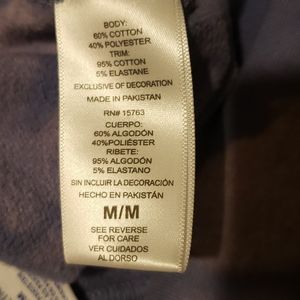 BODY:
60% COTTON
40% POLYESTER
TRIM:
95% COTTON
5% ELASTANE
EXCLUSIVE OF DECORATION
MADE IN PAKISTAN
RN# 15763
CUERPO:
60% ALGODÓN
40%POLIÉSTER
RIBETE:
95% ALGODÓN
5% ELASTANO
SIN INCLUIR LA DECORACIÓN
HECHO EN PAKISTÁN
M/M
SEE REVERSE
FOR CARE
VER CUIDADOS
AL DORSO